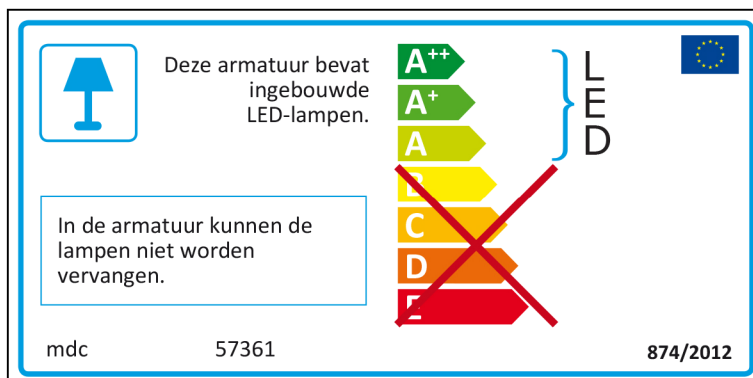 Deze armatuur bevat
ingebouwde
LED-lampen.
A++
A+
A
B
C
D
E
L
E
D
In de armatuur kunnen de
lampen niet worden
vervangen.
mdc 57361
874/2012